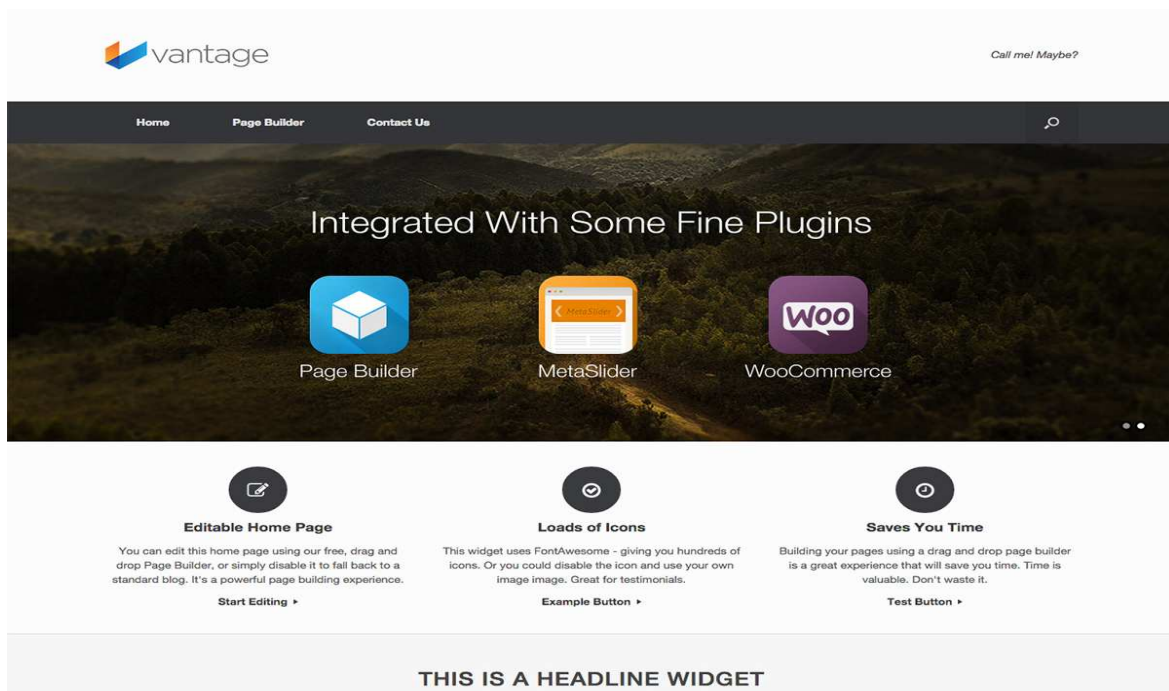 vantage
Call me! Maybe?
Home Page Builder Contact Us
Integrated With Some Fine Plugins
MetaSlider
WOO
Page Builder MetaSlider WooCommerce
Editable Home Page
You can edit this home page using our free, drag and
drop Page Builder, or simply disable it to fall back to a
standard blog. It's a powerful page building experience.
Start Editing
Loads of Icons
This widget uses FontAwesome - giving you hundreds of
icons. Or you could disable the icon and use your own
image image. Great for testimonials.
Example Button
Saves You Time
Building your pages using a drag and drop page builder
is a great experience that will save you time. Time is
valuable. Don't waste it.
Test Button
THIS IS A HEADLINE WIDGET